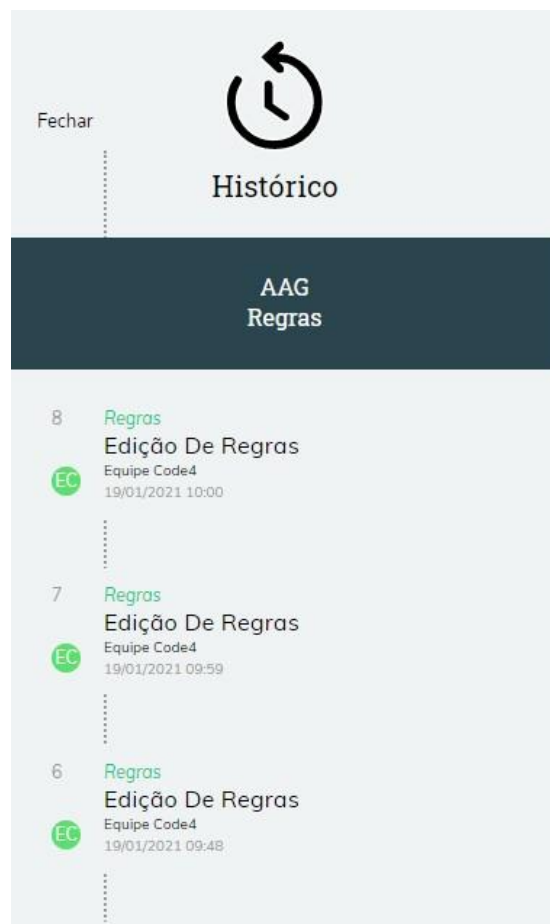 Fechar
Histórico
AAG
Regras
8
Regras
Edição De Regras
EC
Equipe Code4
19/01/2021 10:00
7
Regras
Edição De Regras
EC
Equipe Code4
19/01/2021 09:59
6
Regras
Edição De Regras
EC
Equipe Code4
19/01/2021 09:48